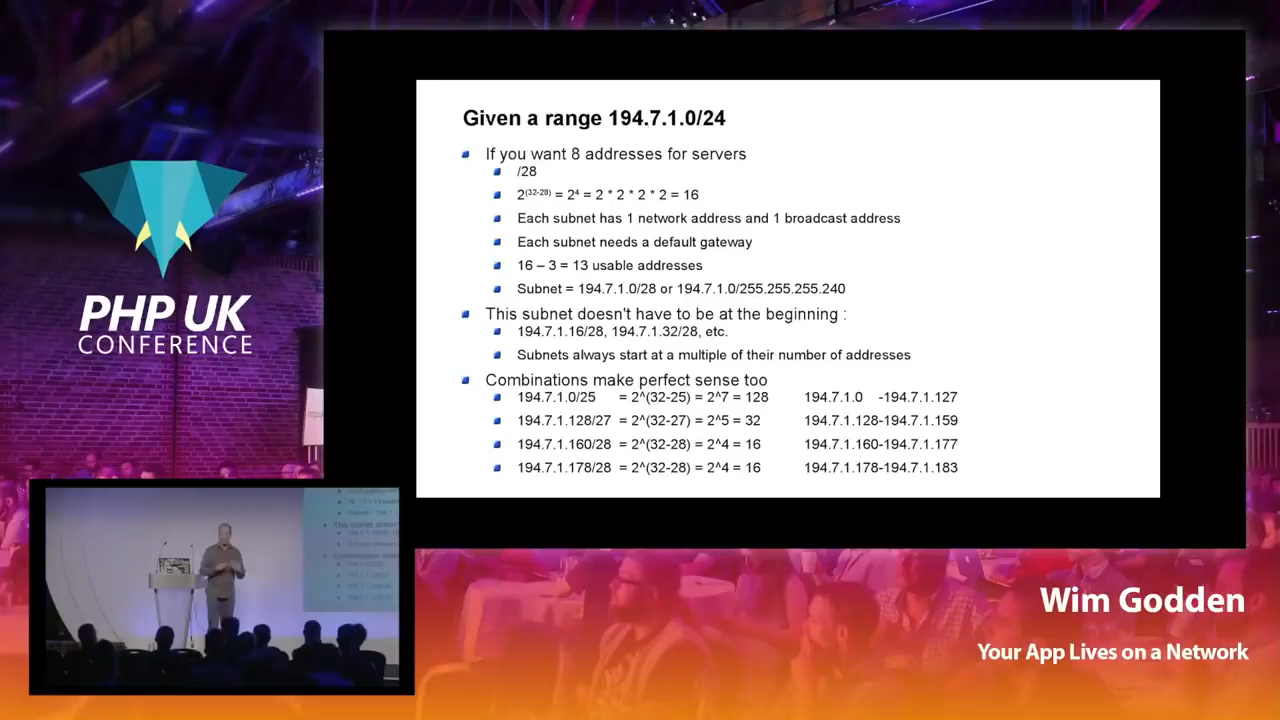 Given a range 194.7.1.0/24
If you want 8 addresses for servers
/28
2^(32-28) = 2^4 = 2 * 2 * 2 * 2 = 16
Each subnet has 1 network address and 1 broadcast address
Each subnet needs a default gateway
16 – 3 = 13 usable addresses
Subnet = 194.7.1.0/28 or 194.7.1.0/255.255.255.240
This subnet doesn't have to be at the beginning :
194.7.1.16/28, 194.7.1.32/28, etc.
Subnets always start at a multiple of their number of addresses
Combinations make perfect sense too
194.7.1.0/25 = 2^(32-25) = 2^7 = 128 194.7.1.0 -194.7.1.127
194.7.1.128/27 = 2^(32-27) = 2^5 = 32 194.7.1.128-194.7.1.159
194.7.1.160/28 = 2^(32-28) = 2^4 = 16 194.7.1.160-194.7.1.177
194.7.1.178/28 = 2^(32-28) = 2^4 = 16 194.7.1.178-194.7.1.183
PHP UK
CONFERENCE
Wim Godden
Your App Lives on a Network